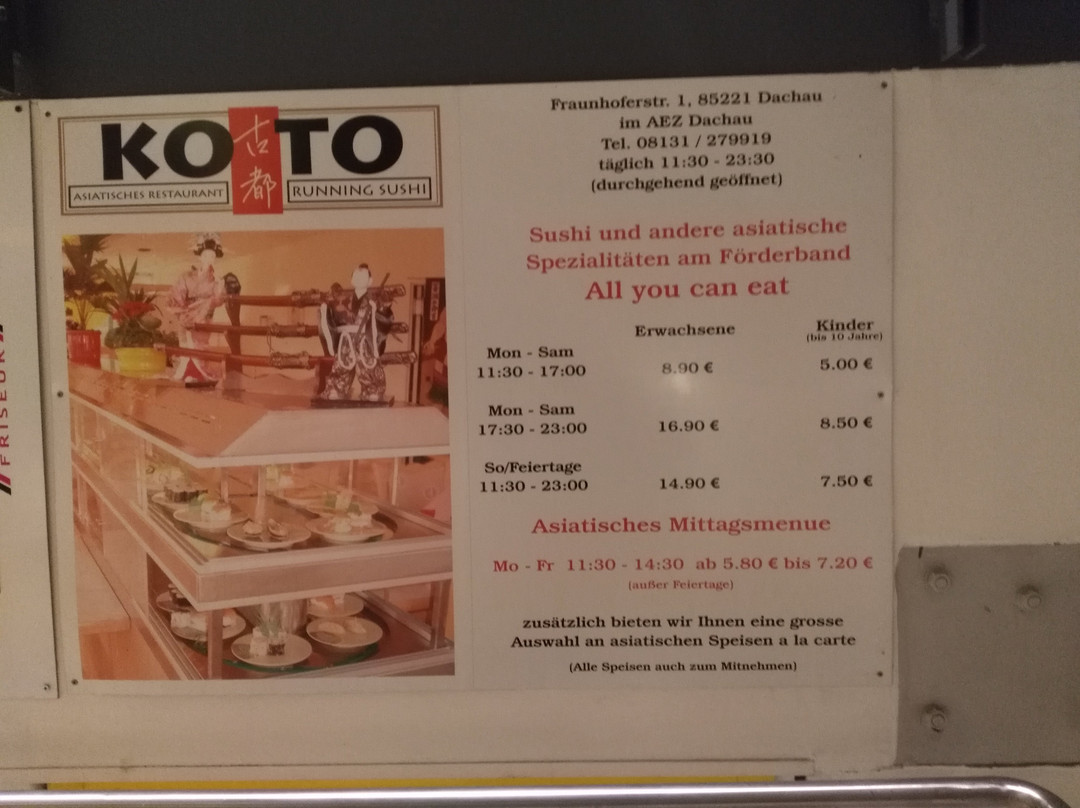 KO古都TO
ASIATISCHES RESTAURANT
RUNNING SUSHI
Fraunhoferstr. 1, 85221 Dachau
im AEZ Dachau
Tel. 08131 / 279919
täglich 11:30 - 23:30
(durchgehend geöffnet)
Sushi und andere asiatische
Spezialitäten am Förderband
All you can eat
Erwachsene Kinder
(bis 10 Jahre)
Mon - Sam
11:30 - 17:00 8.90 € 5.00 €
Mon - Sam
17:30 - 23:00 16.90 € 8.50 €
So/Feiertage
11:30 - 23:00 14.90 € 7.50 €
Asiatisches Mittagsmenue
Mo - Fr 11:30 - 14:30 ab 5.80 € bis 7.20 €
(außer Feiertage)
zusätzlich bieten wir Ihnen eine grosse
Auswahl an asiatischen Speisen a la carte
(Alle Speisen auch zum Mitnehmen)
FRISEUR